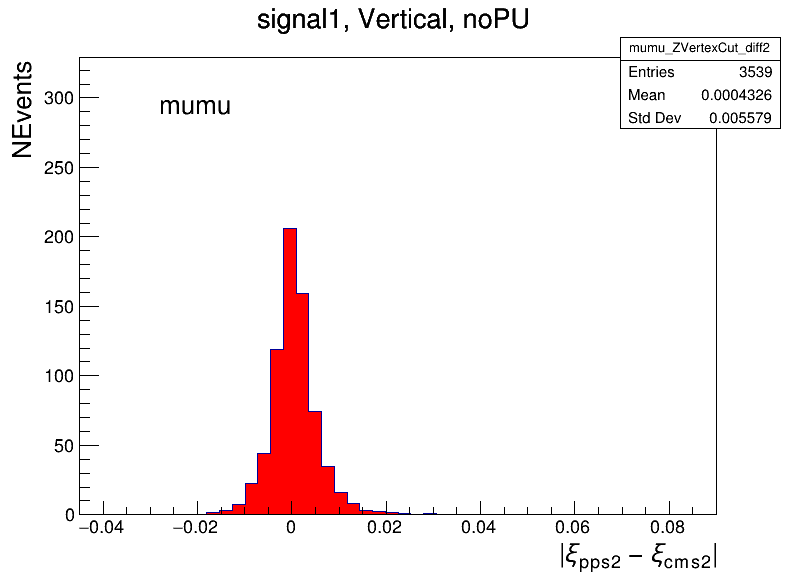 signal1, Vertical, noPU
mumu_ZVertexCut_diff2
Entries 3539
Mean 0.0004326
Std Dev 0.005579
NEvents
mumu
300
250
200
150
100
50
0
−0.04 −0.02 0 0.02 0.04 0.06 0.08
|ξpps2 − ξcms2|